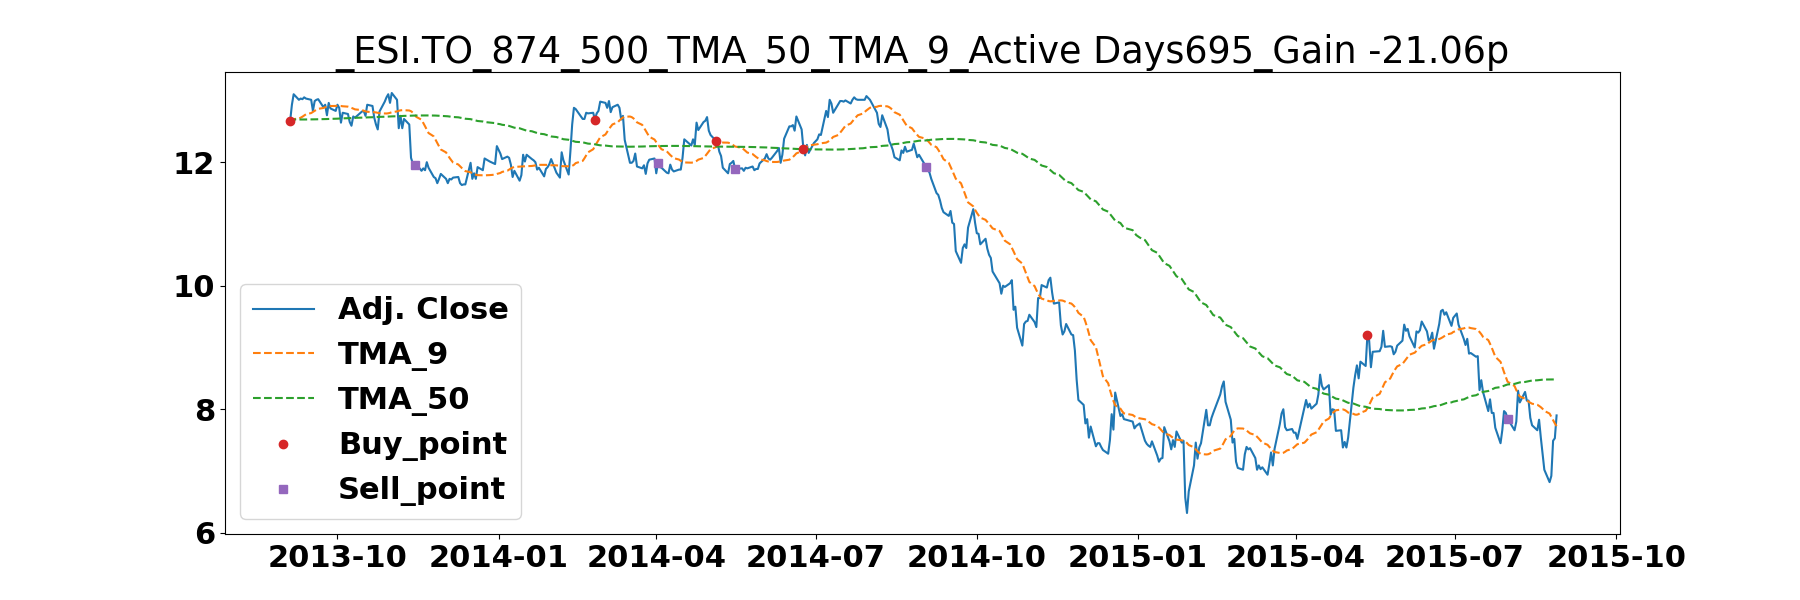 _ESI.TO_874_500_TMA_50_TMA_9_Active Days695_Gain -21.06p
12
10
8
6
Adj. Close
TMA_9
TMA_50
Buy_point
Sell_point
2013-10 2014-01 2014-04 2014-07 2014-10 2015-01 2015-04 2015-07 2015-10